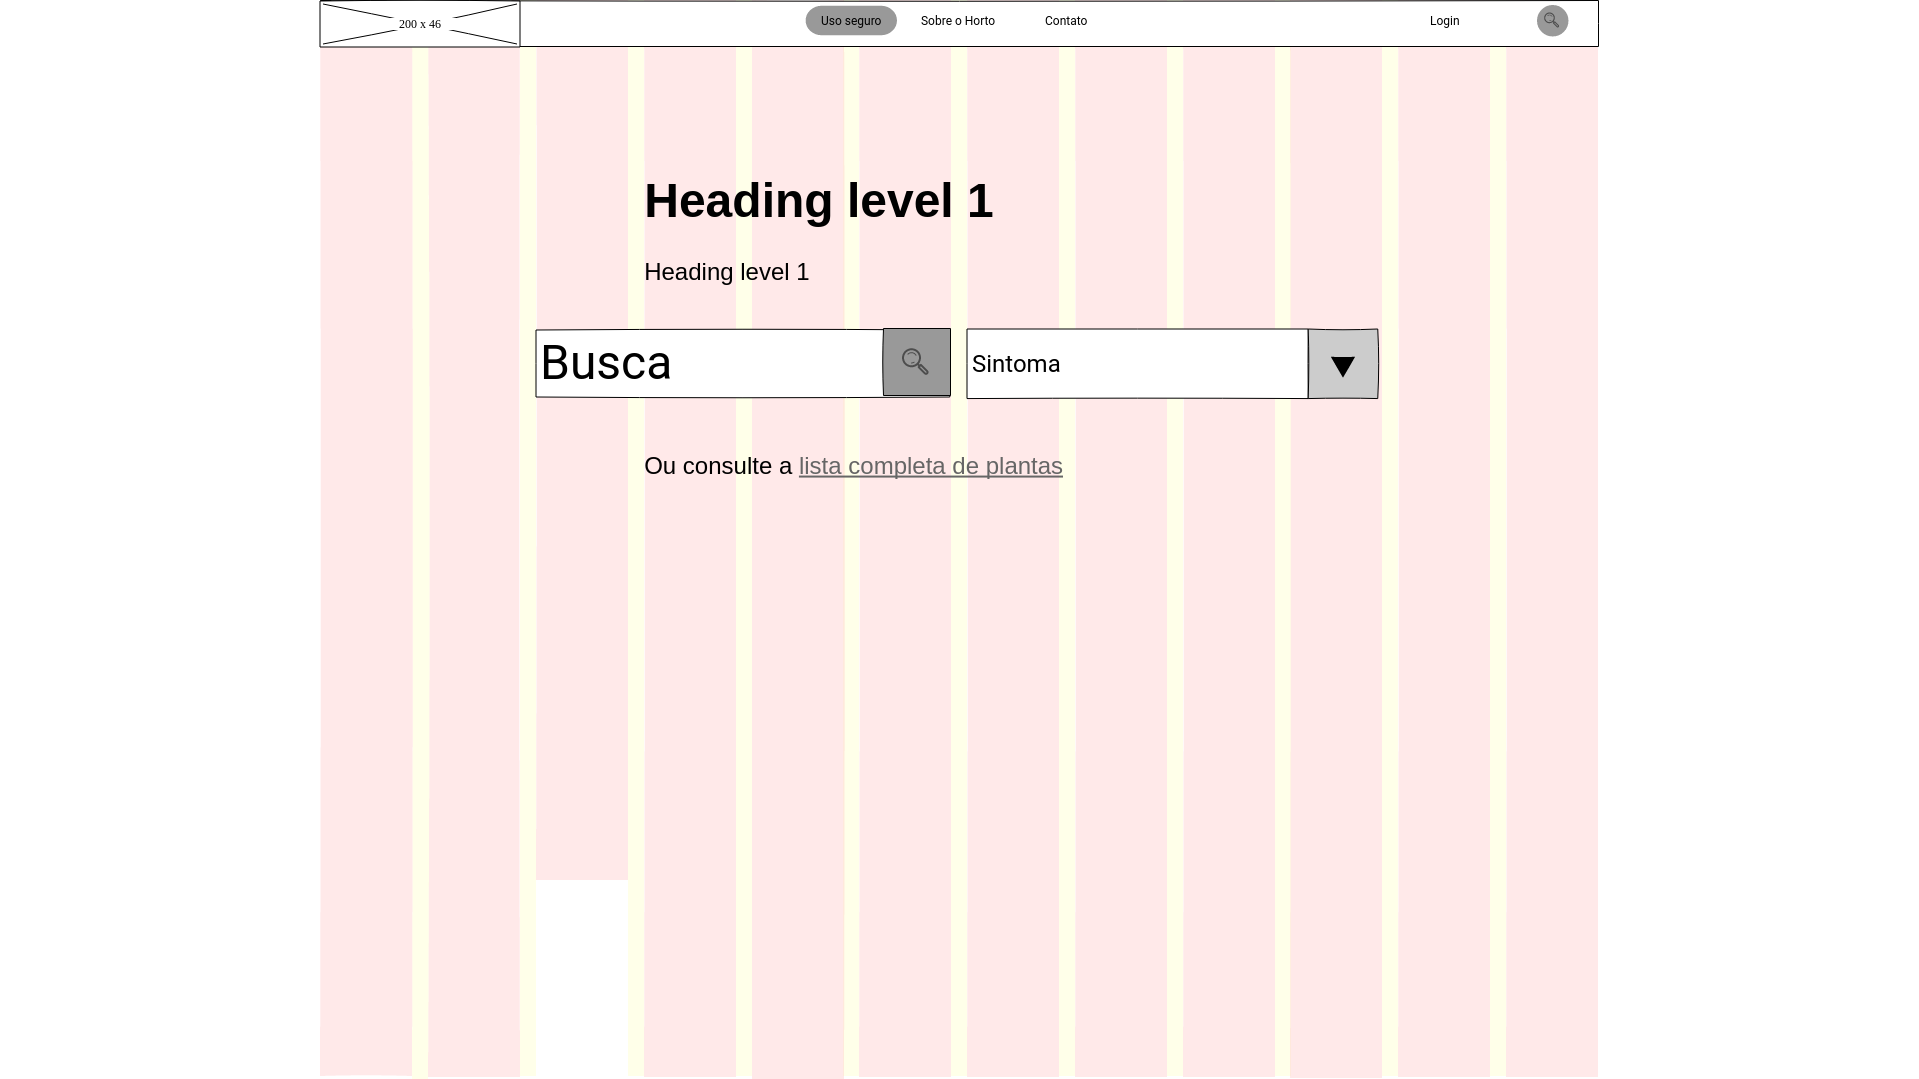 200 x 46
Uso seguro Sobre o Horto Contato Login
Heading level 1
Heading level 1
Busca
Sintoma
Ou consulte a lista completa de plantas